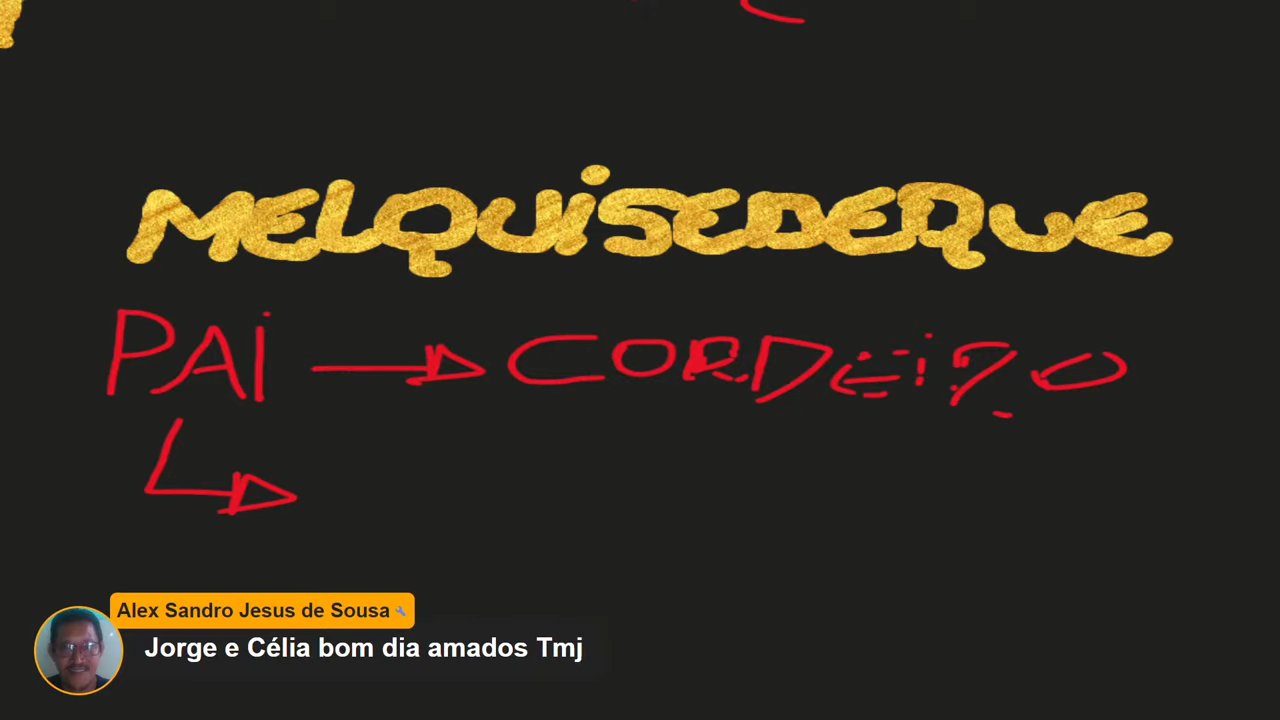 MELQUiSEDEQUE
PAi CORDEiRO
Alex Sandro Jesus de Sousa
Jorge e Célia bom dia amados Tmj